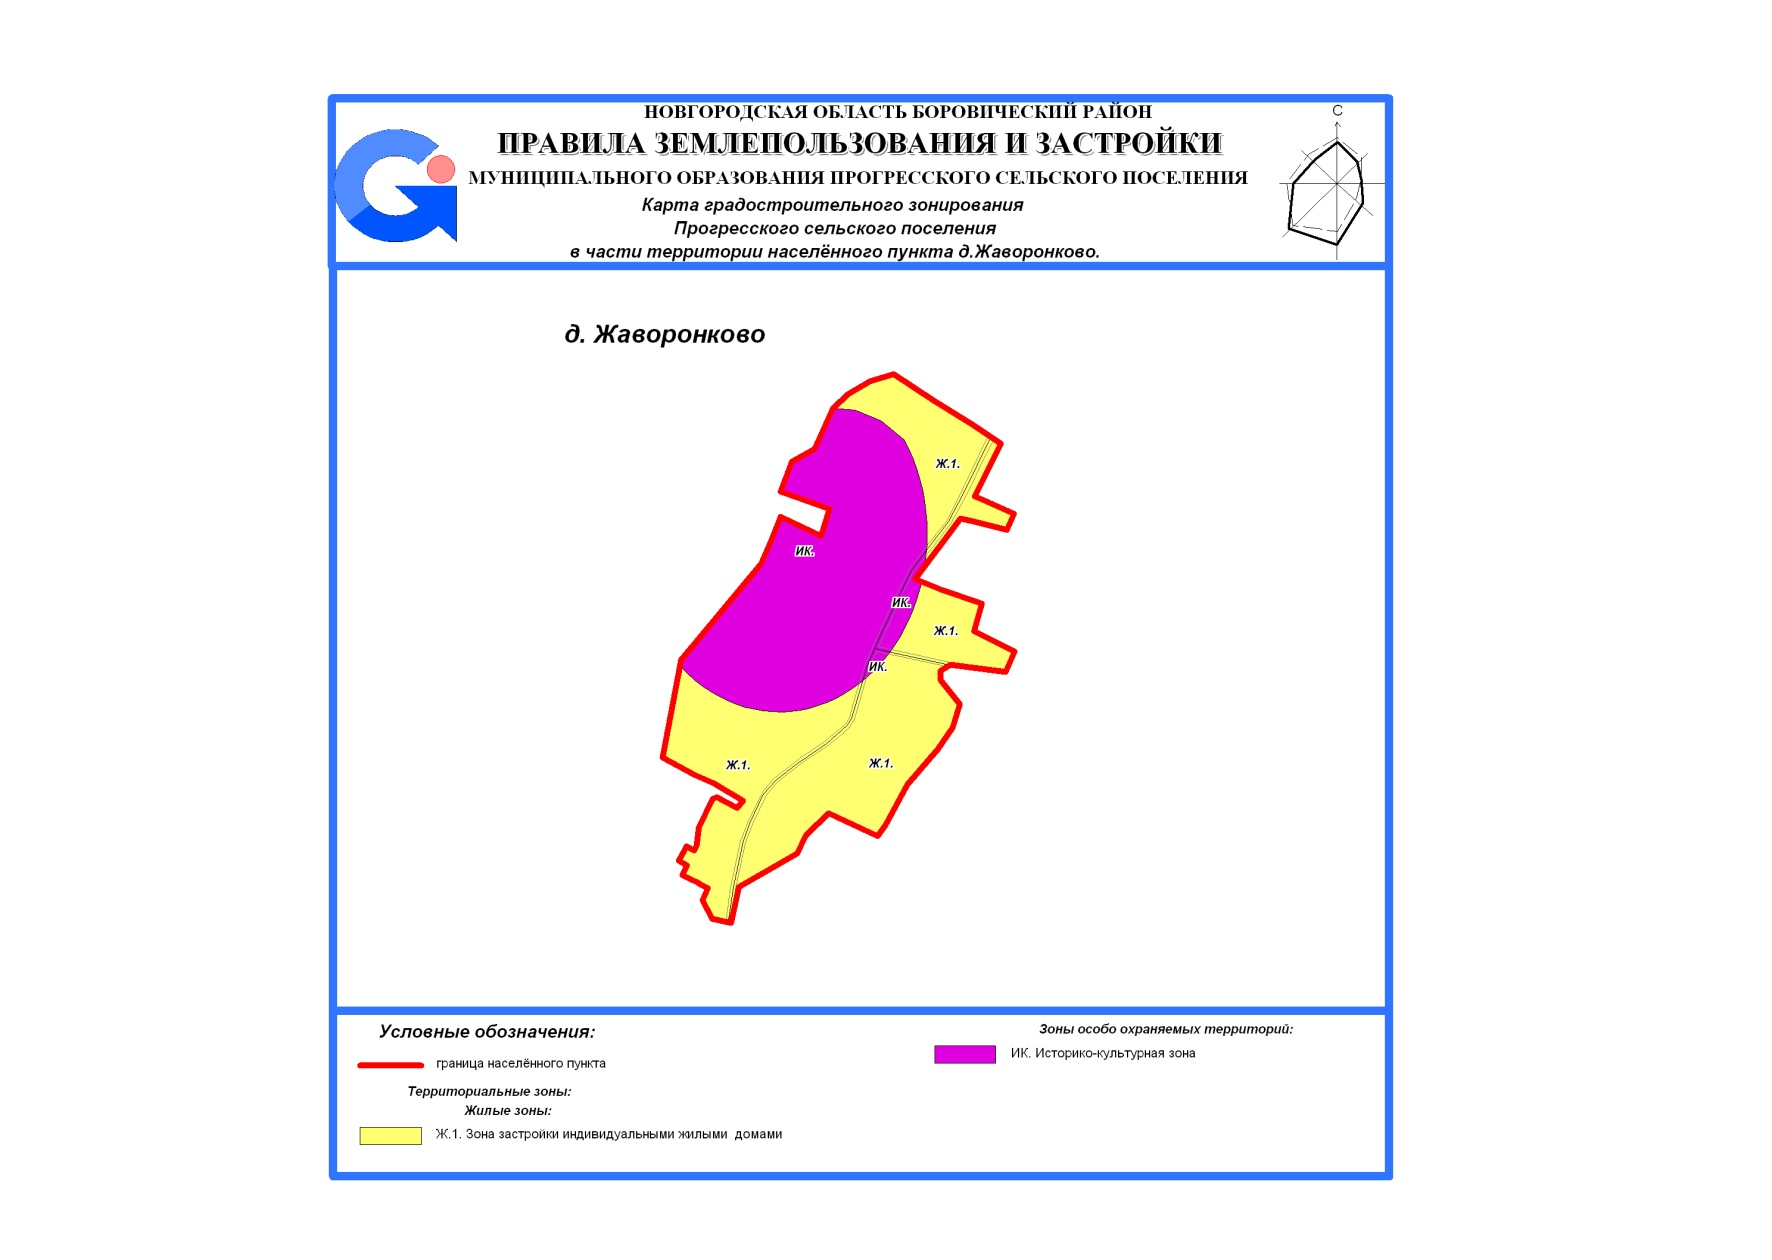 НОВГОРОДСКАЯ ОБЛАСТЬ БОРОВИЧЕСКИЙ РАЙОН
ПРАВИЛА ЗЕМЛЕПОЛЬЗОВАНИЯ И ЗАСТРОЙКИ
МУНИЦИПАЛЬНОГО ОБРАЗОВАНИЯ ПРОГРЕССКОГО СЕЛЬСКОГО ПОСЕЛЕНИЯ
Карта градостроительного зонирования
Прогресского сельского поселения
в части территории населённого пункта д.Жаворонково.
С
д. Жаворонково
Ж.1.
ИК.
ИК.
Ж.1.
ИК.
Ж.1.
Ж.1.
Условные обозначения:
граница населённого пункта
Территориальные зоны:
Жилые зоны:
Ж.1. Зона застройки индивидуальными жилыми домами
Зоны особо охраняемых территорий:
ИК. Историко-культурная зона